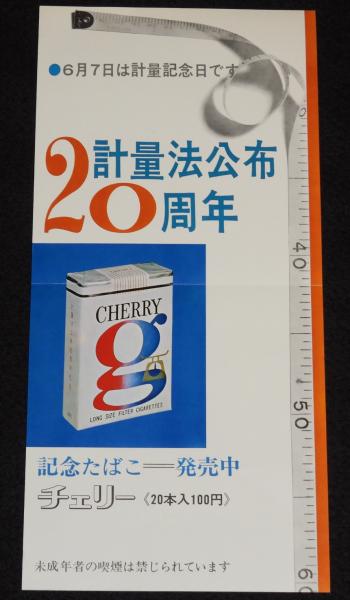 ●6月7日は計量記念日です
計量法公布
20周年
CHERRY
g
LONG SIZE FILTER CIGARETTES
記念たばこ━━発売中
チェリー《20本入100円》
未成年者の喫煙は禁じられています
40
50
60